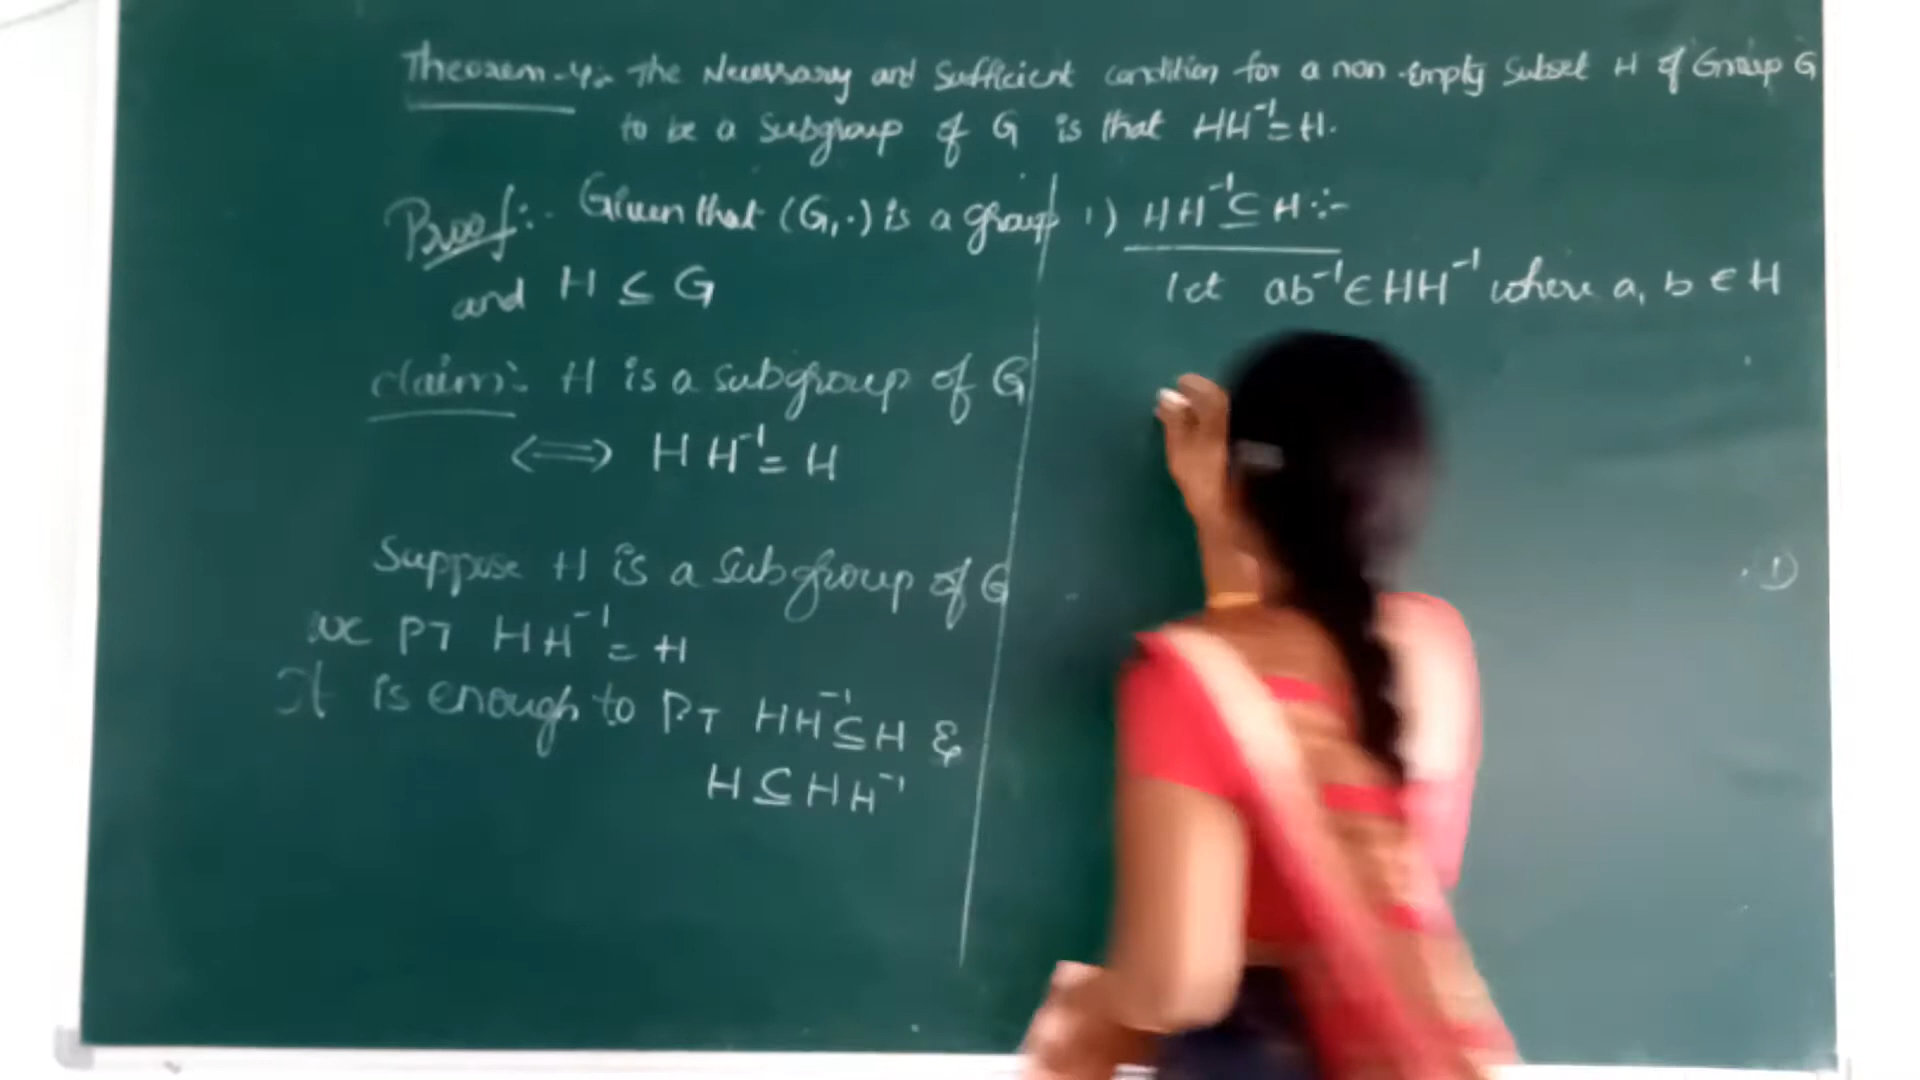 Theorem-4:- The Necessary and Sufficient condition for a non-Empty Subset H of Group G
to be a Subgroup of G is that HH⁻¹=H.
Proof:- Given that (G,·) is a group
and H ⊆ G
claim:- H is a subgroup of G
⟺ HH⁻¹=H
Suppose H is a Subgroup of G
we PT HH⁻¹=H
It is enough to PT HH⁻¹⊆H &
H⊆HH⁻¹
1) HH⁻¹⊆H:-
let ab⁻¹∈HH⁻¹ where a, b ∈ H
①